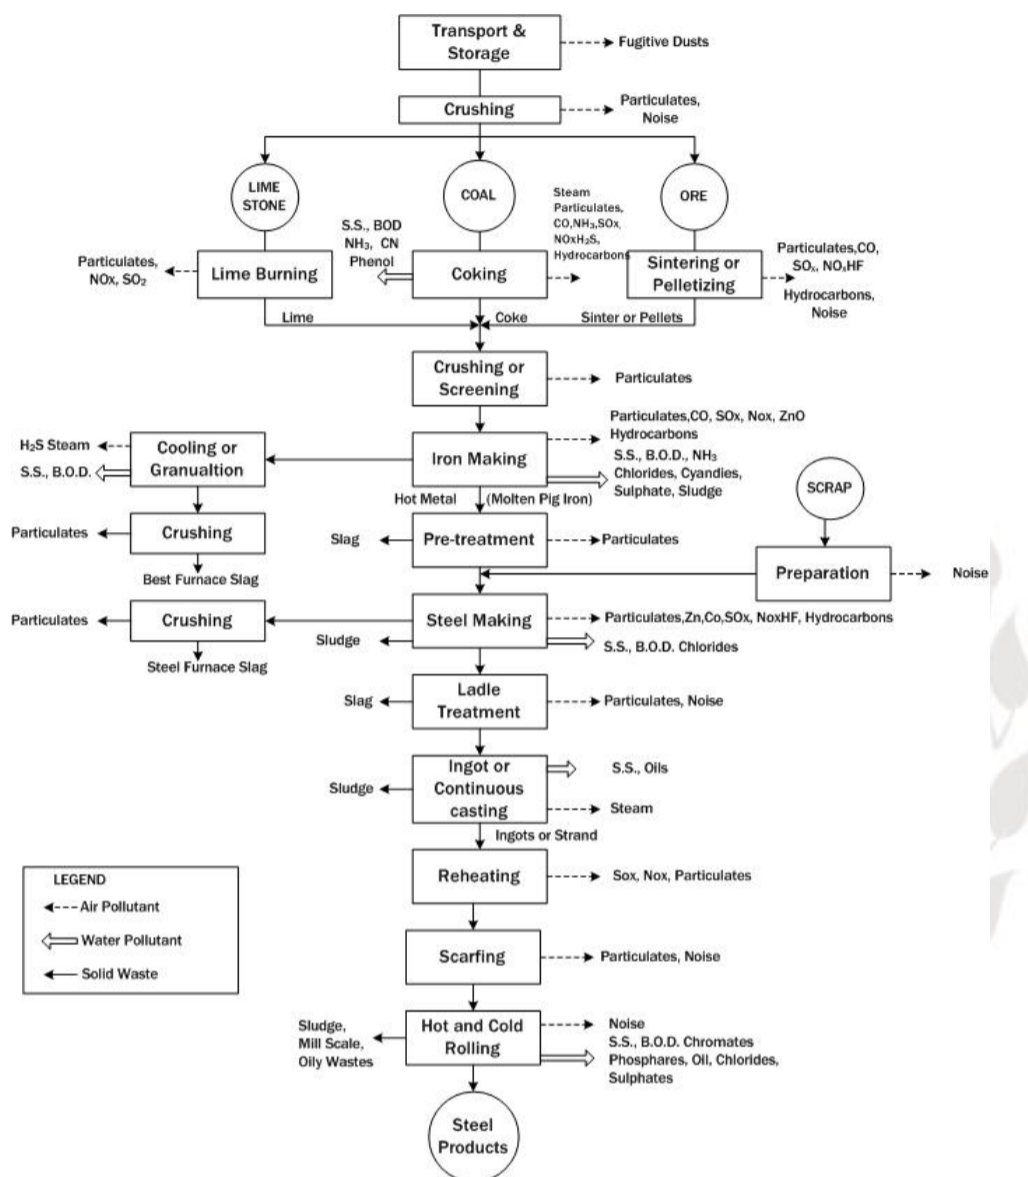 Transport &
Storage
Fugitive Dusts
Crushing
Particulates,
Noise
LIME
STONE
COAL
ORE
Steam
Particulates,
CO,NH3,SOx,
NOxH2S,
Hydrocarbons
S.S., BOD
NH3, CN
Phenol
Particulates,
NOx, SO2
Lime Burning
Coking
Sintering or
Pelletizing
Particulates,CO,
SOx, NOxHF
Hydrocarbons,
Noise
Lime
Coke
Sinter or Pellets
Crushing or
Screening
Particulates
Particulates,CO, SOx, Nox, ZnO
Hydrocarbons
H2S Steam
S.S., B.O.D.
Cooling or
Granualtion
Iron Making
S.S., B.O.D., NH3
Chlorides, Cyandies,
Sulphate, Sludge
SCRAP
Hot Metal
(Molten Pig Iron)
Particulates
Crushing
Slag
Pre-treatment
Particulates
Best Furnace Slag
Preparation
Noise
Particulates
Crushing
Steel Making
Particulates,Zn,Co,SOx, NoxHF, Hydrocarbons
Sludge
S.S., B.O.D. Chlorides
Steel Furnace Slag
Slag
Ladle
Treatment
Particulates, Noise
Sludge
Ingot or
Continuous
casting
S.S., Oils
Steam
Ingots or Strand
Reheating
Sox, Nox, Particulates
LEGEND
Air Pollutant
Water Pollutant
Solid Waste
Scarfing
Particulates, Noise
Sludge,
Mill Scale,
Oily Wastes
Hot and Cold
Rolling
Noise
S.S., B.O.D. Chromates
Phosphares, Oil, Chlorides,
Sulphates
Steel
Products